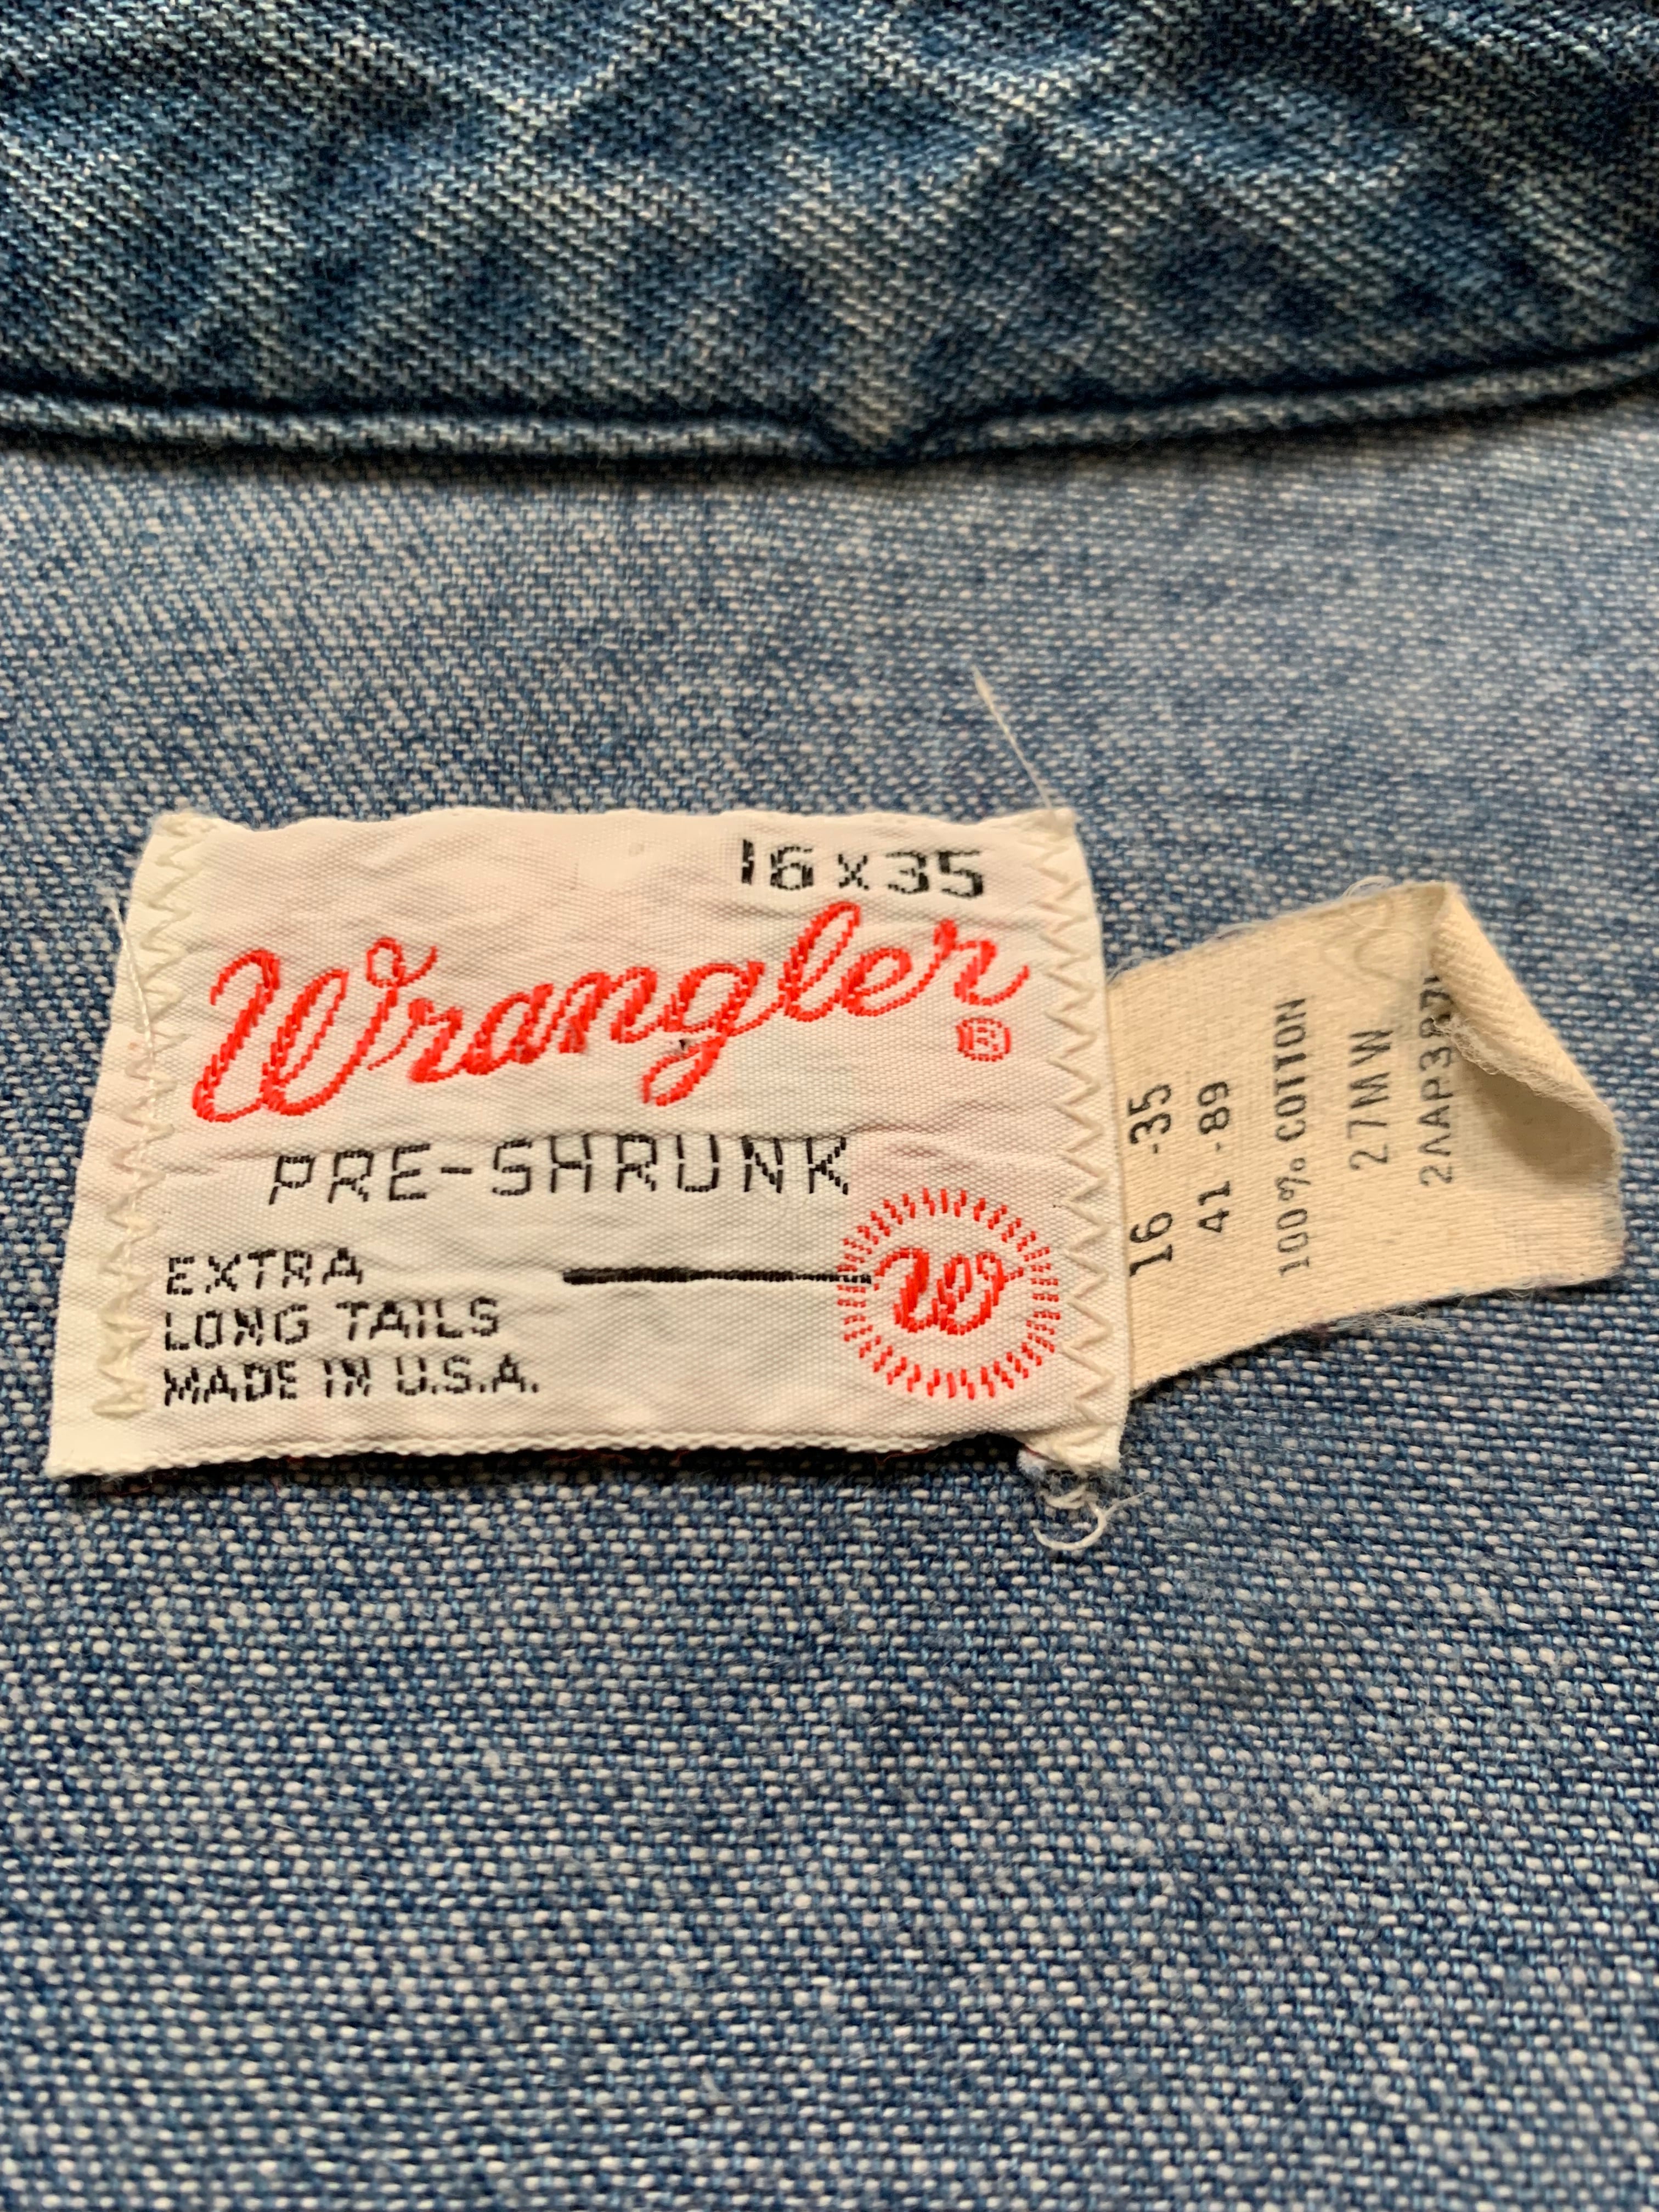 16 x 35
Wrangler®
PRE-SHRUNK
EXTRA
LONG TAILS
MADE IN U.S.A.
W
16 -35
41 -89
100% COTTON
27MW